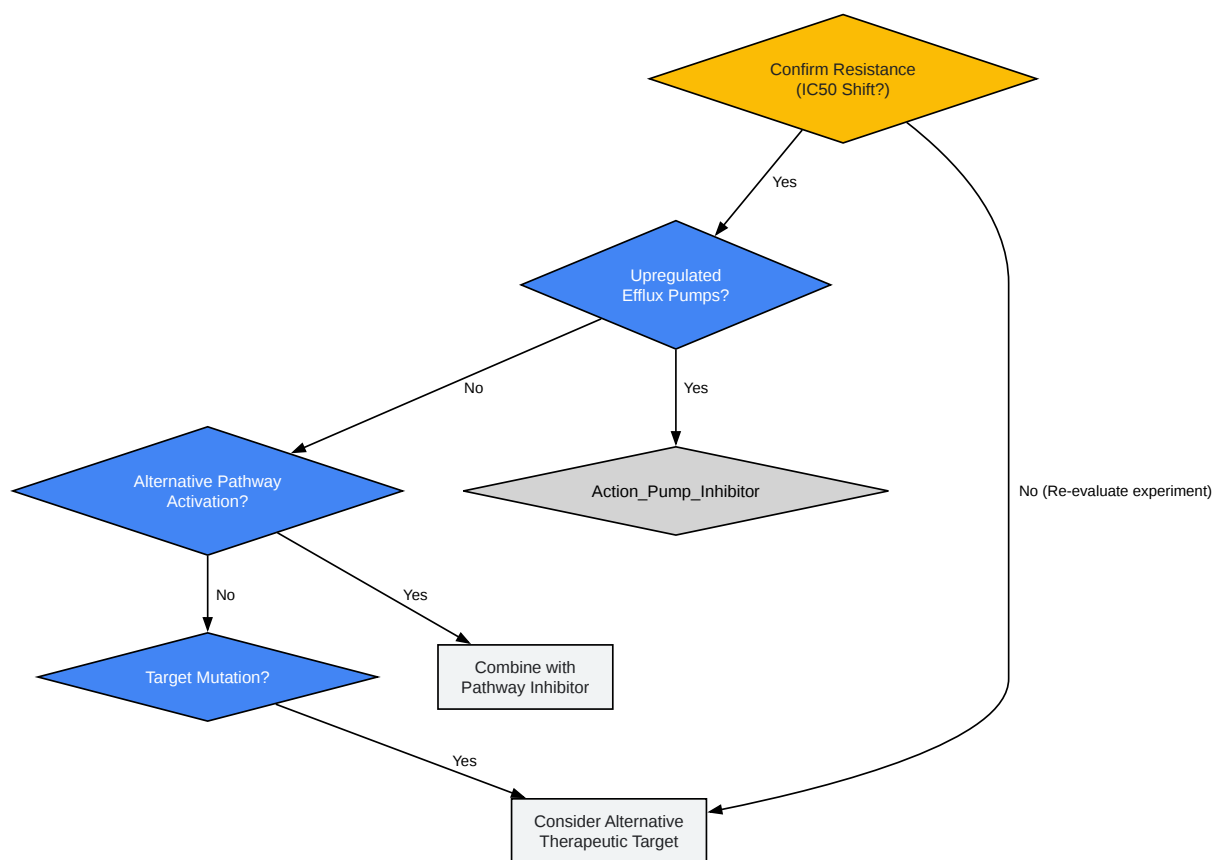 Confirm Resistance
(IC50 Shift?)
Yes
Upregulated
Efflux Pumps?
No
Yes
Alternative Pathway
Activation?
Action_Pump_Inhibitor
No (Re-evaluate experiment)
No
Yes
Target Mutation?
Combine with
Pathway Inhibitor
Yes
Consider Alternative
Therapeutic Target